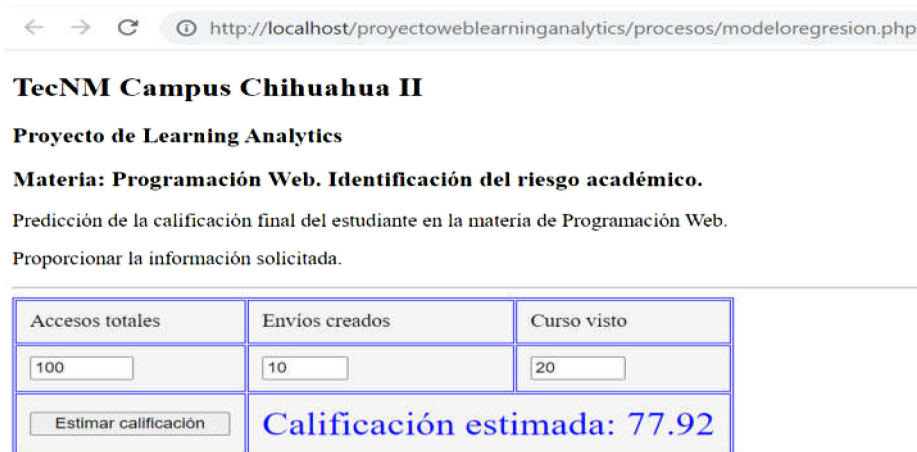 http://localhost/proyectoweblearninganalytics/procesos/modeloregresion.php
TecNM Campus Chihuahua II
Proyecto de Learning Analytics
Materia: Programación Web. Identificación del riesgo académico.
Predicción de la calificación final del estudiante en la materia de Programación Web.
Proporcionar la información solicitada.
Accesos totales Envíos creados Curso visto
100 10 20
Estimar calificación Calificación estimada: 77.92